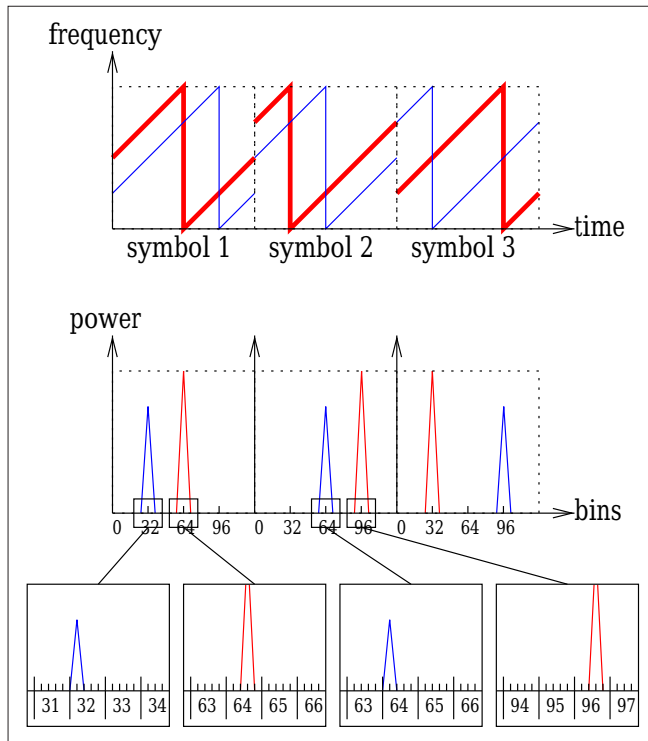 frequency
time
symbol 1 symbol 2 symbol 3
power
bins
0 32 64 96 0 32 64 96 0 32 64 96
31 32 33 34 63 64 65 66 63 64 65 66 94 95 96 97